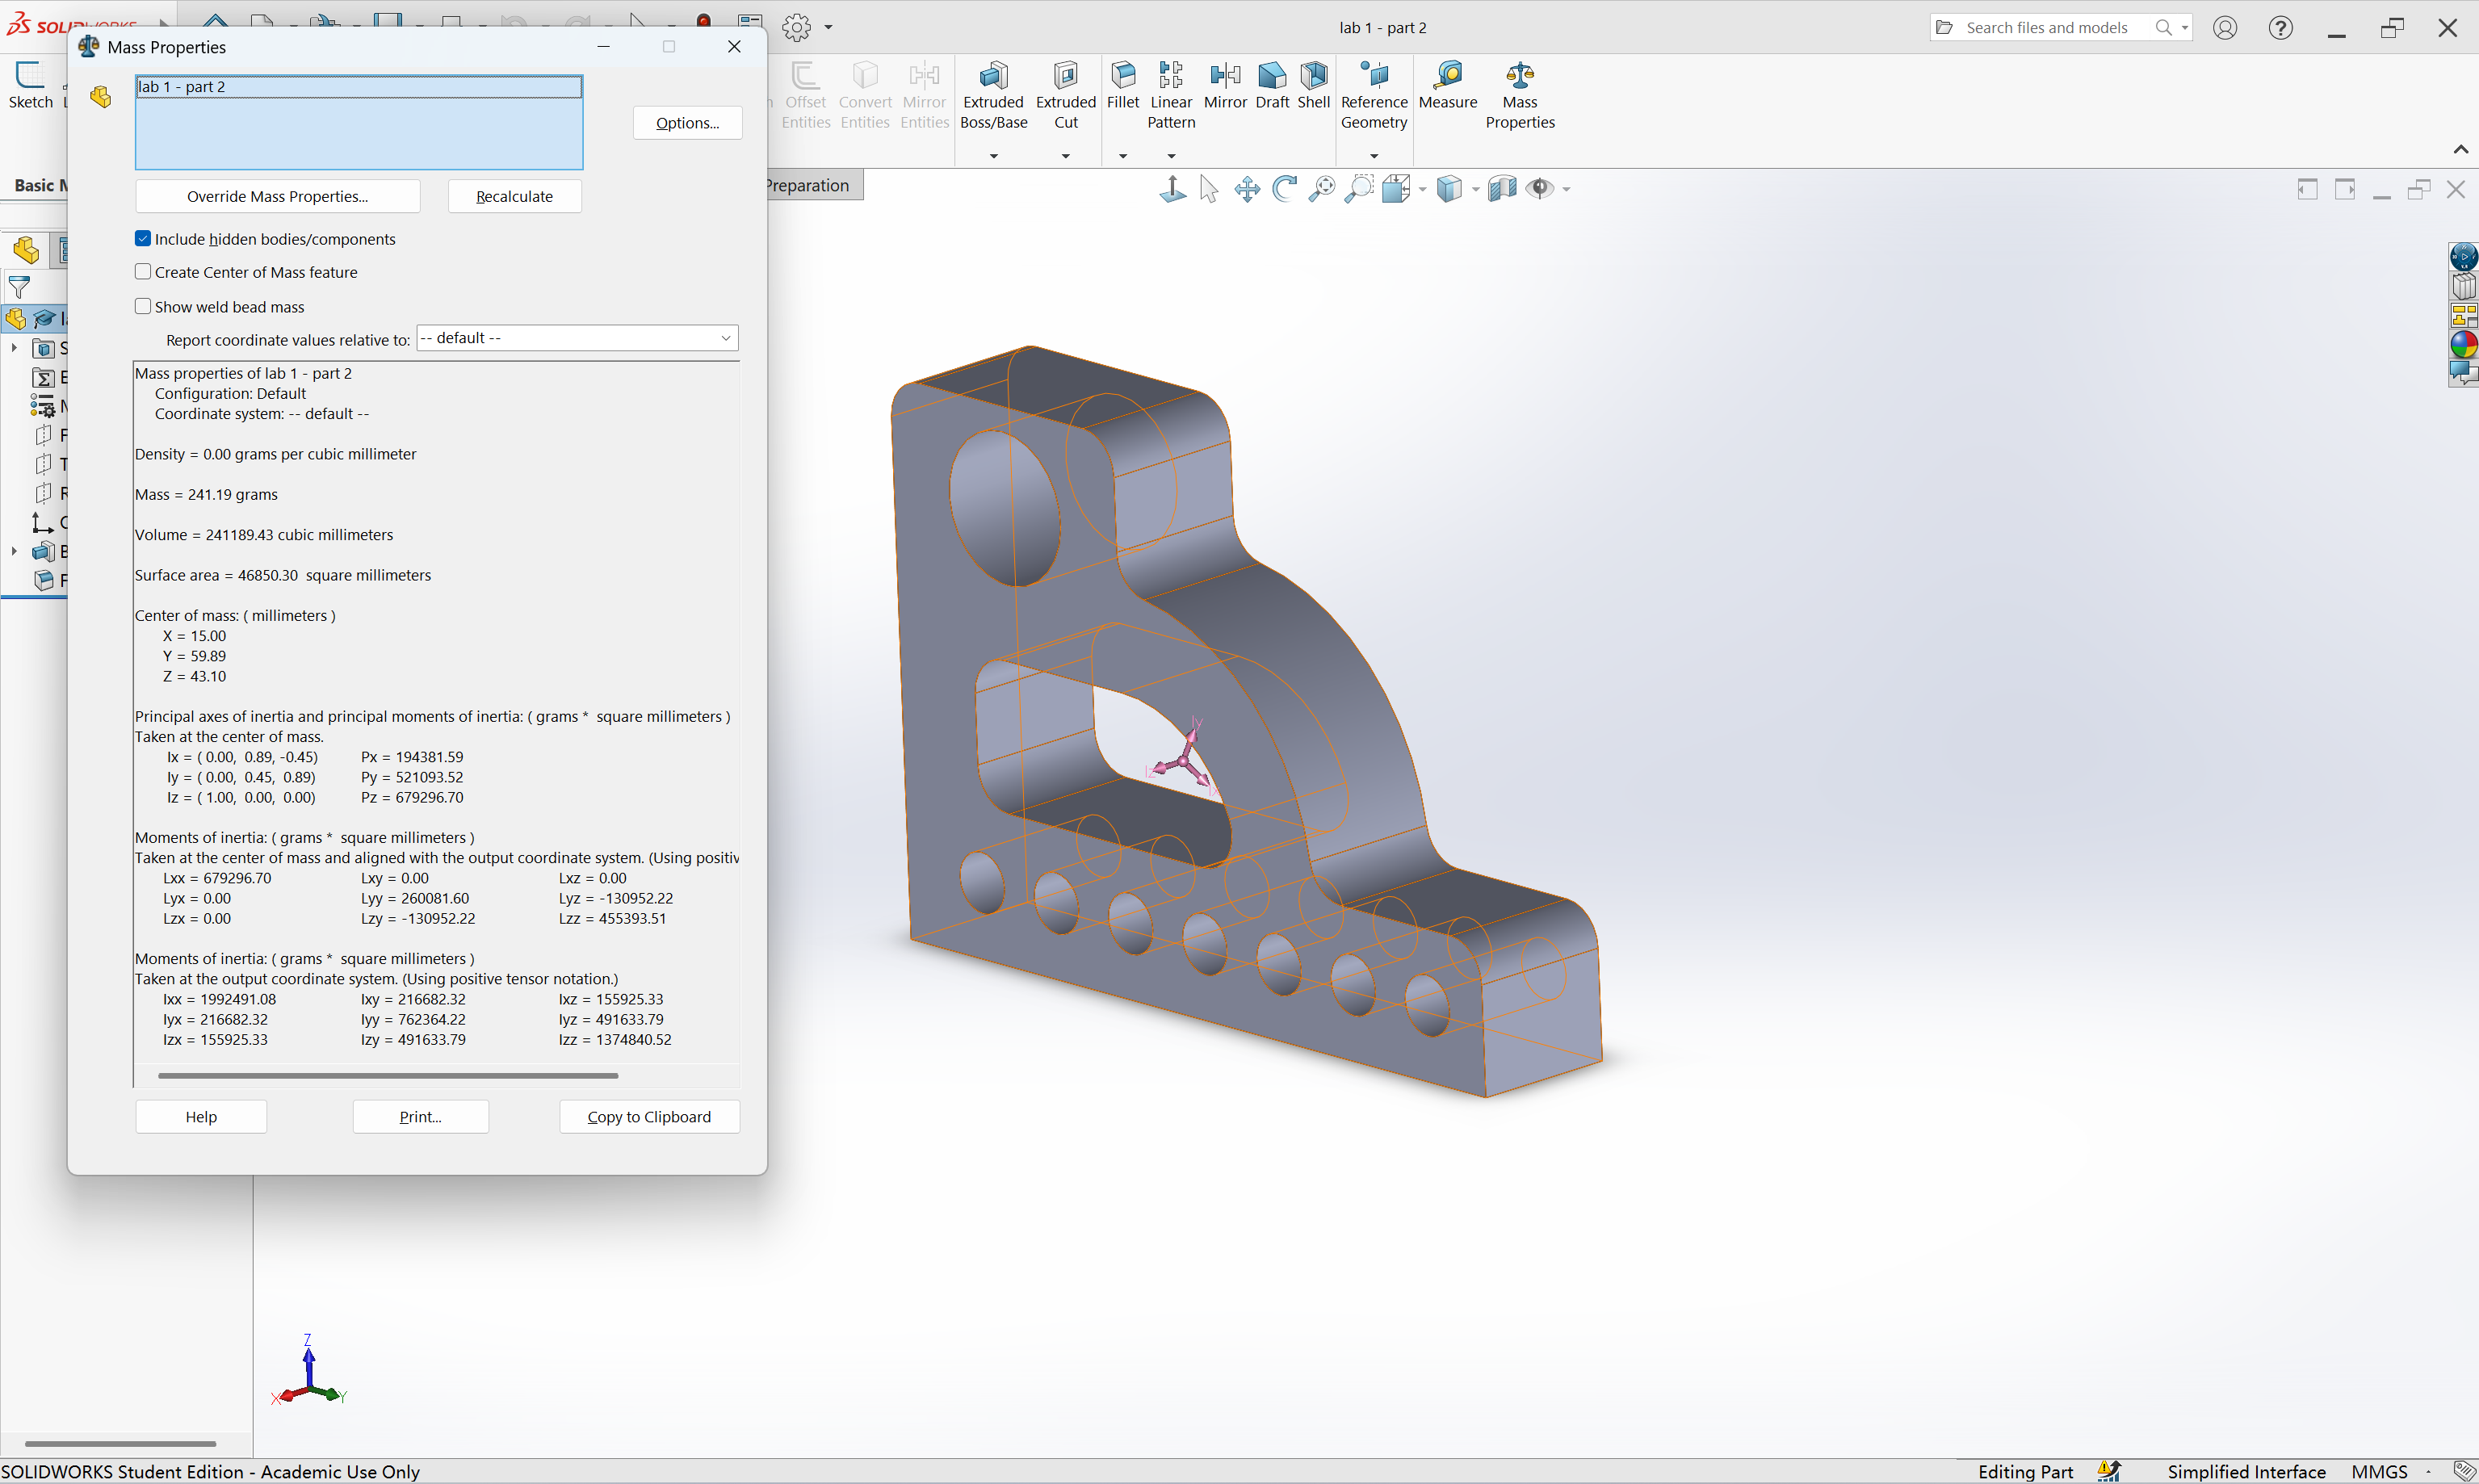 lab 1 - part 2
Search files and models
Mass Properties
lab 1 - part 2
Options...
Override Mass Properties...
Recalculate
Include hidden bodies/components
Create Center of Mass feature
Show weld bead mass
Report coordinate values relative to: -- default --
Mass properties of lab 1 - part 2
Configuration: Default
Coordinate system: -- default --
Density = 0.00 grams per cubic millimeter
Mass = 241.19 grams
Volume = 241189.43 cubic millimeters
Surface area = 46850.30 square millimeters
Center of mass: ( millimeters )
X = 15.00
Y = 59.89
Z = 43.10
Principal axes of inertia and principal moments of inertia: ( grams * square millimeters )
Taken at the center of mass.
Ix = ( 0.00, 0.89, -0.45) Px = 194381.59
Iy = ( 0.00, 0.45, 0.89) Py = 521093.52
Iz = ( 1.00, 0.00, 0.00) Pz = 679296.70
Moments of inertia: ( grams * square millimeters )
Taken at the center of mass and aligned with the output coordinate system. (Using positiv
Lxx = 679296.70 Lxy = 0.00 Lxz = 0.00
Lyx = 0.00 Lyy = 260081.60 Lyz = -130952.22
Lzx = 0.00 Lzy = -130952.22 Lzz = 455393.51
Moments of inertia: ( grams * square millimeters )
Taken at the output coordinate system. (Using positive tensor notation.)
Ixx = 1992491.08 Ixy = 216682.32 Ixz = 155925.33
Iyx = 216682.32 Iyy = 762364.22 Iyz = 491633.79
Izx = 155925.33 Izy = 491633.79 Izz = 1374840.52
Help
Print...
Copy to Clipboard
Sketch
Basic
Offset Entities
Convert Entities
Mirror Entities
Extruded Boss/Base
Extruded Cut
Fillet
Linear Pattern
Mirror
Draft
Shell
Reference Geometry
Measure
Mass Properties
Preparation
Iy
Iz
Z
X
Y
SOLIDWORKS Student Edition - Academic Use Only
Editing Part
Simplified Interface
MMGS